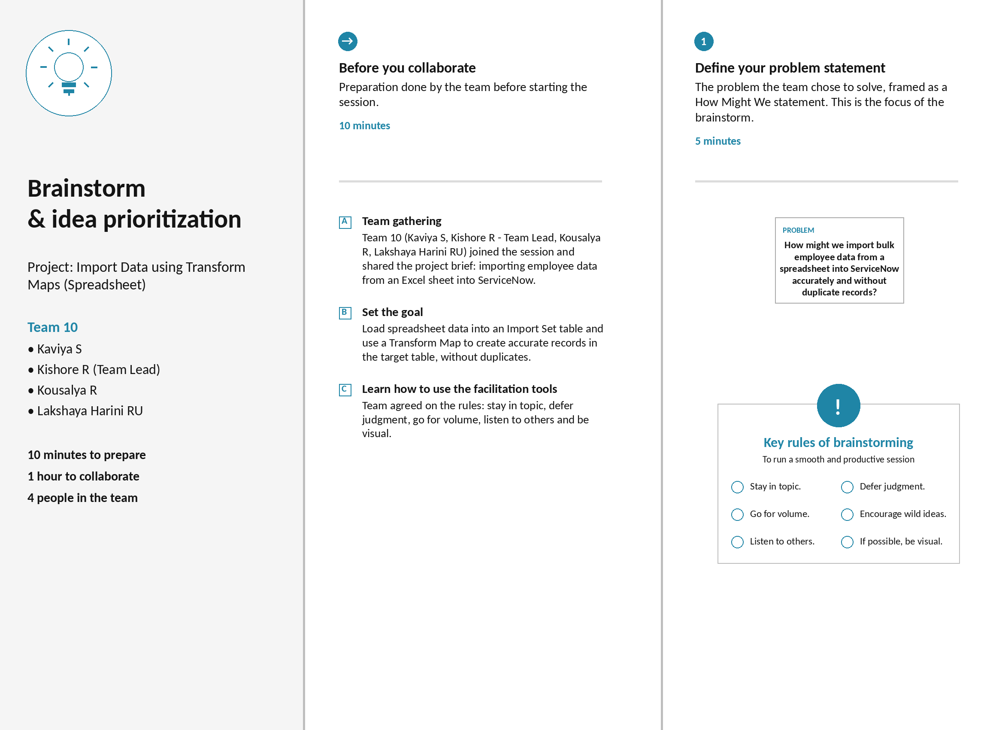 Brainstorm
& idea prioritization
Project: Import Data using Transform
Maps (Spreadsheet)
Team 10
• Kaviya S
• Kishore R (Team Lead)
• Kousalya R
• Lakshaya Harini RU
10 minutes to prepare
1 hour to collaborate
4 people in the team
→
Before you collaborate
Preparation done by the team before starting the
session.
10 minutes
A
Team gathering
Team 10 (Kaviya S, Kishore R - Team Lead, Kousalya
R, Lakshaya Harini RU) joined the session and
shared the project brief: importing employee data
from an Excel sheet into ServiceNow.
B
Set the goal
Load spreadsheet data into an Import Set table and
use a Transform Map to create accurate records in
the target table, without duplicates.
C
Learn how to use the facilitation tools
Team agreed on the rules: stay in topic, defer
judgment, go for volume, listen to others and be
visual.
1
Define your problem statement
The problem the team chose to solve, framed as a
How Might We statement. This is the focus of the
brainstorm.
5 minutes
PROBLEM
How might we import bulk
employee data from a
spreadsheet into ServiceNow
accurately and without
duplicate records?
!
Key rules of brainstorming
To run a smooth and productive session
Stay in topic.
Defer judgment.
Go for volume.
Encourage wild ideas.
Listen to others.
If possible, be visual.